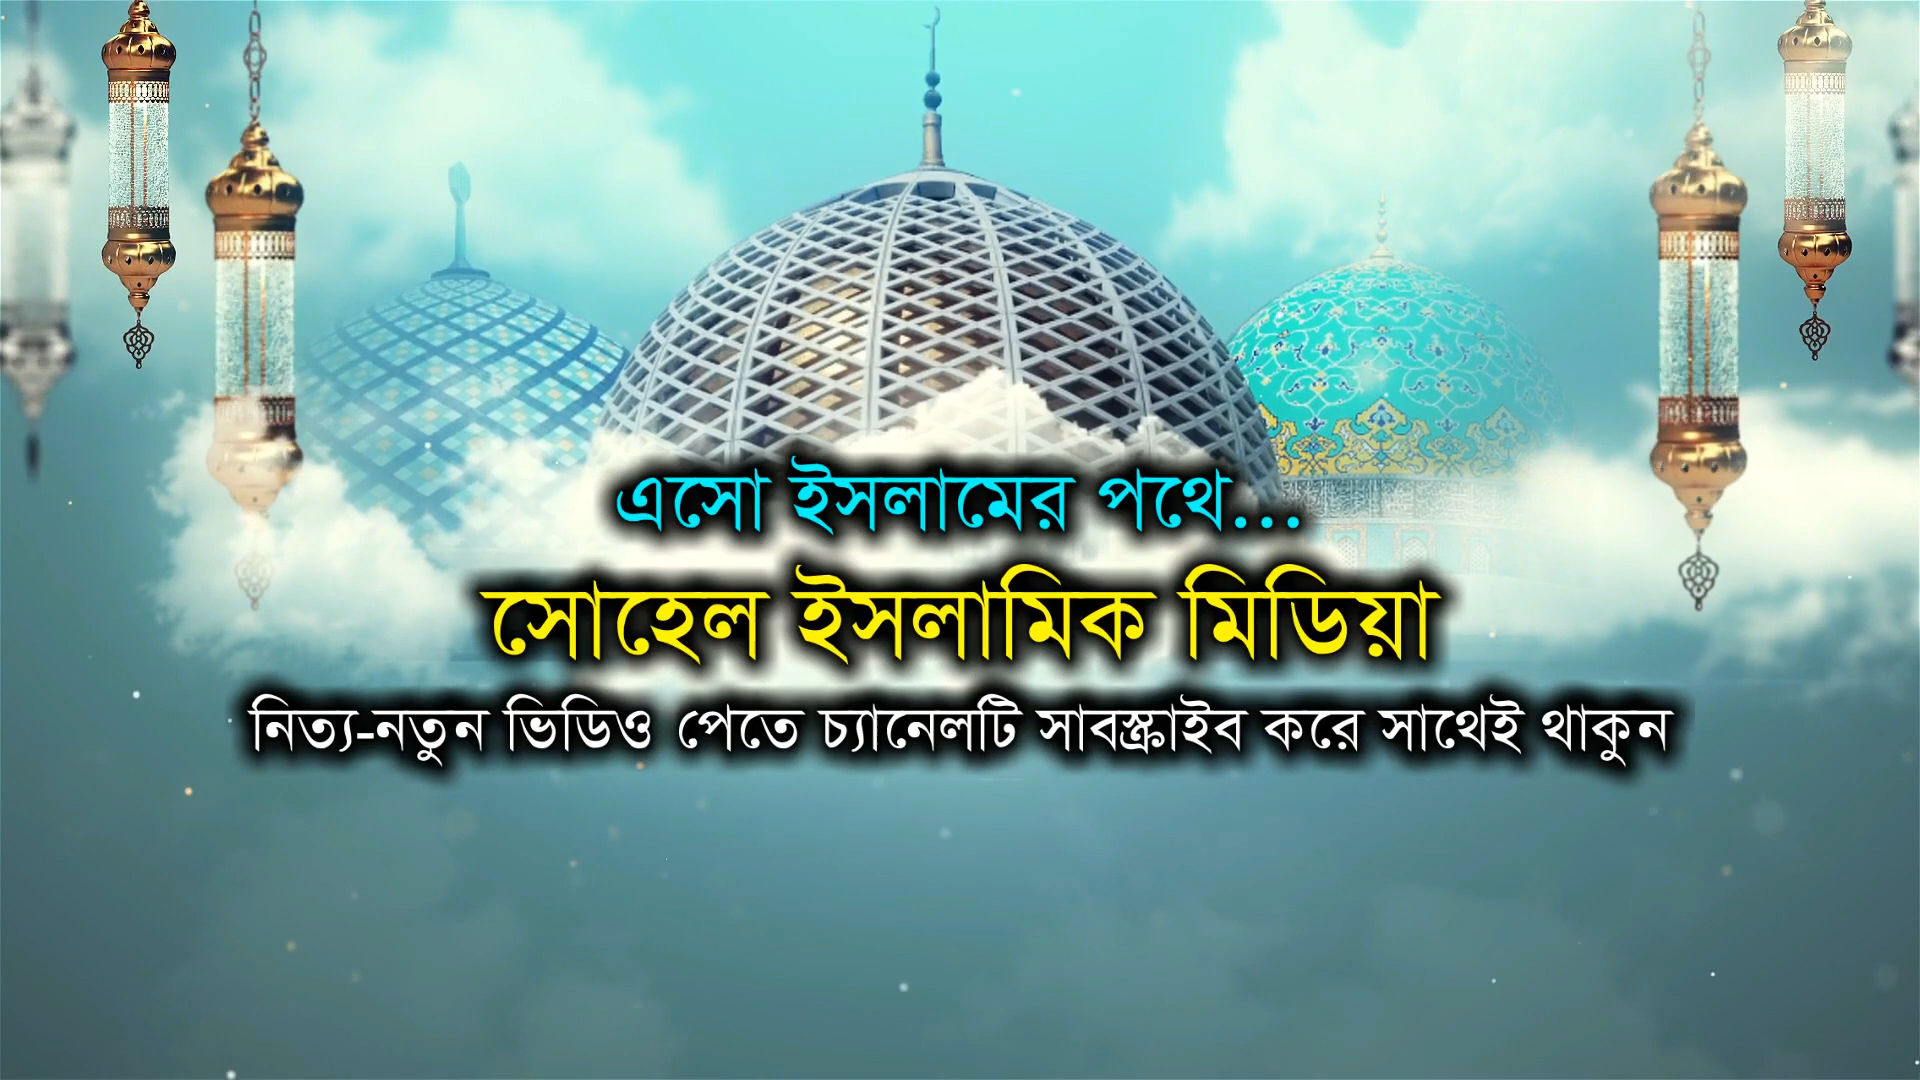 এসো ইসলামের পথে...
সোহেল ইসলামিক মিডিয়া
নিত্য-নতুন ভিডিও পেতে চ্যানেলটি সাবস্ক্রাইব করে সাথেই থাকুন